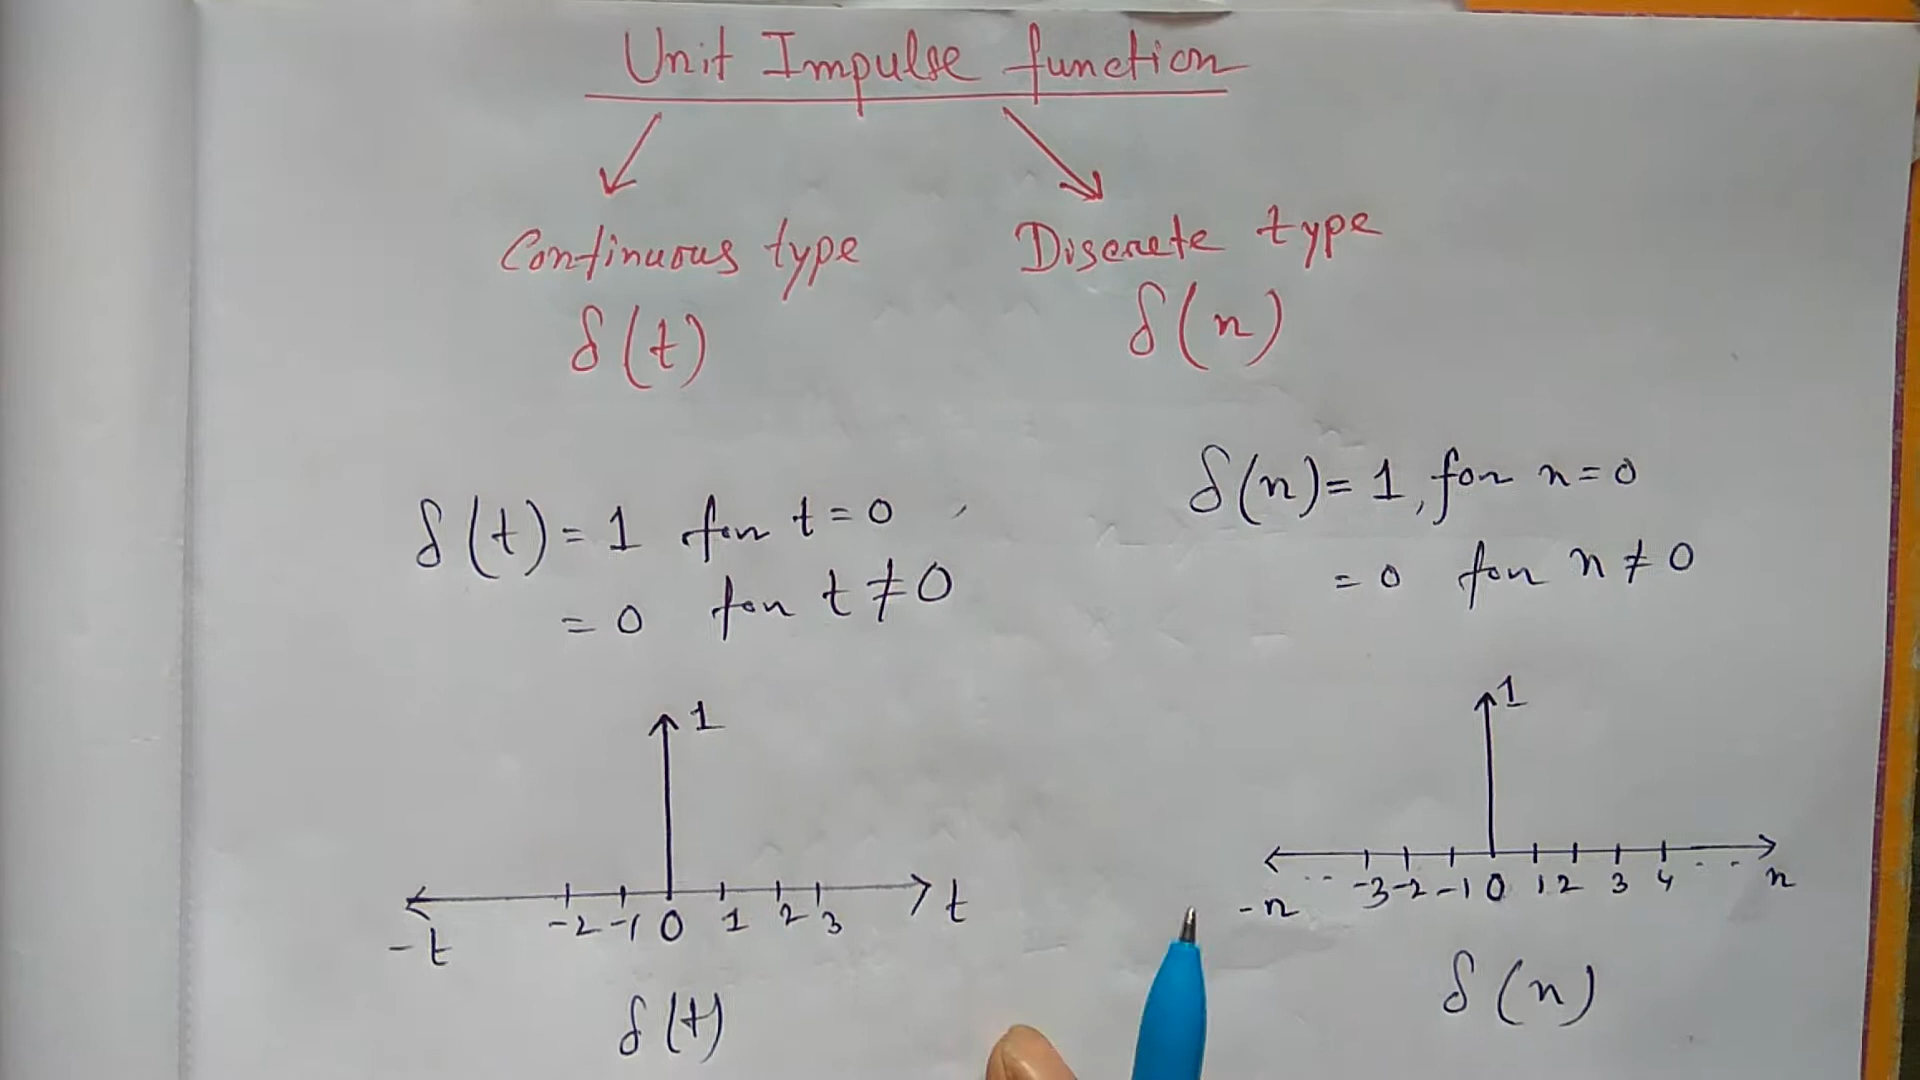 Unit Impulse function
Continuous type
δ(t)
Discrete type
δ(n)
δ(t) = 1 for t = 0
= 0 for t ≠ 0
δ(n) = 1, for n = 0
= 0 for n ≠ 0
1
-2 -1 0 1 2 3
-t
t
δ(t)
1
-n .. -3 -2 -1 0 1 2 3 4 .. n
δ(n)